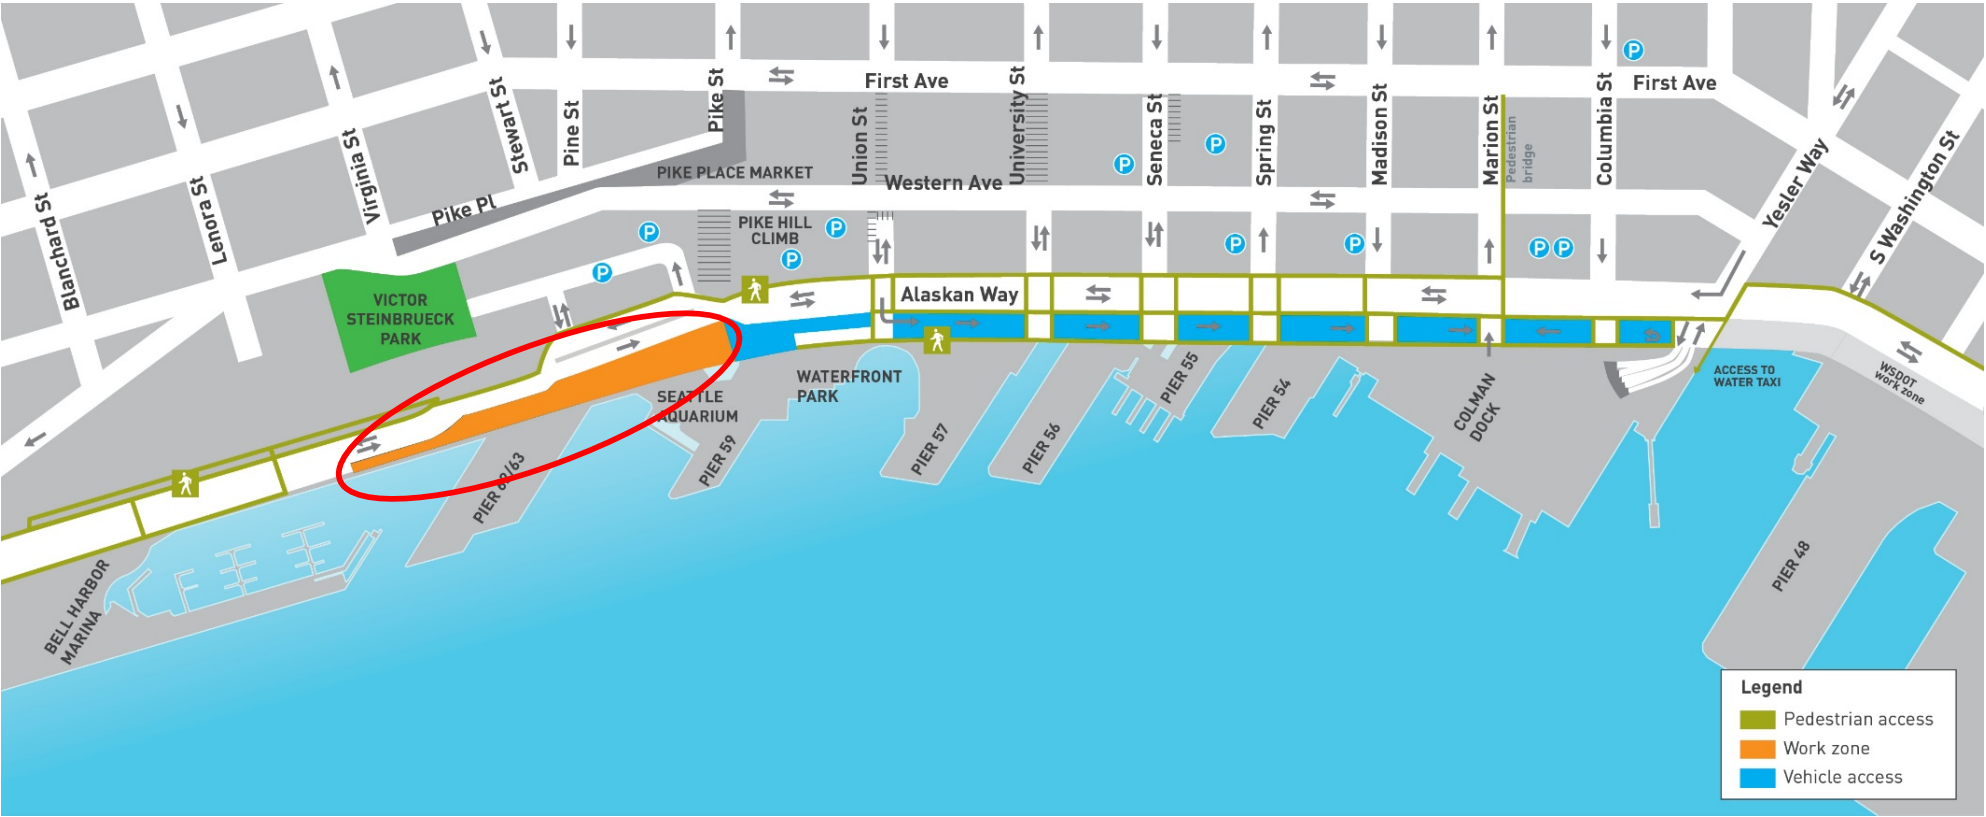 First Ave
First Ave
Western Ave
Alaskan Way
Blanchard St
Lenora St
Virginia St
Stewart St
Pine St
Pike St
Union St
University St
Seneca St
Spring St
Madison St
Marion St
Columbia St
Yesler Way
S Washington St
Pedestrian
bridge
PIKE PLACE MARKET
Pike Pl
PIKE HILL
CLIMB
VICTOR
STEINBRUECK
PARK
P
P
P
P
P
P
P
P
P
P
P
SEATTLE
AQUARIUM
WATERFRONT
PARK
BELL HARBOR
MARINA
PIER 62/63
PIER 59
PIER 57
PIER 56
PIER 55
PIER 54
COLMAN
DOCK
ACCESS TO
WATER TAXI
WSDOT
work zone
PIER 48
Legend
Pedestrian access
Work zone
Vehicle access